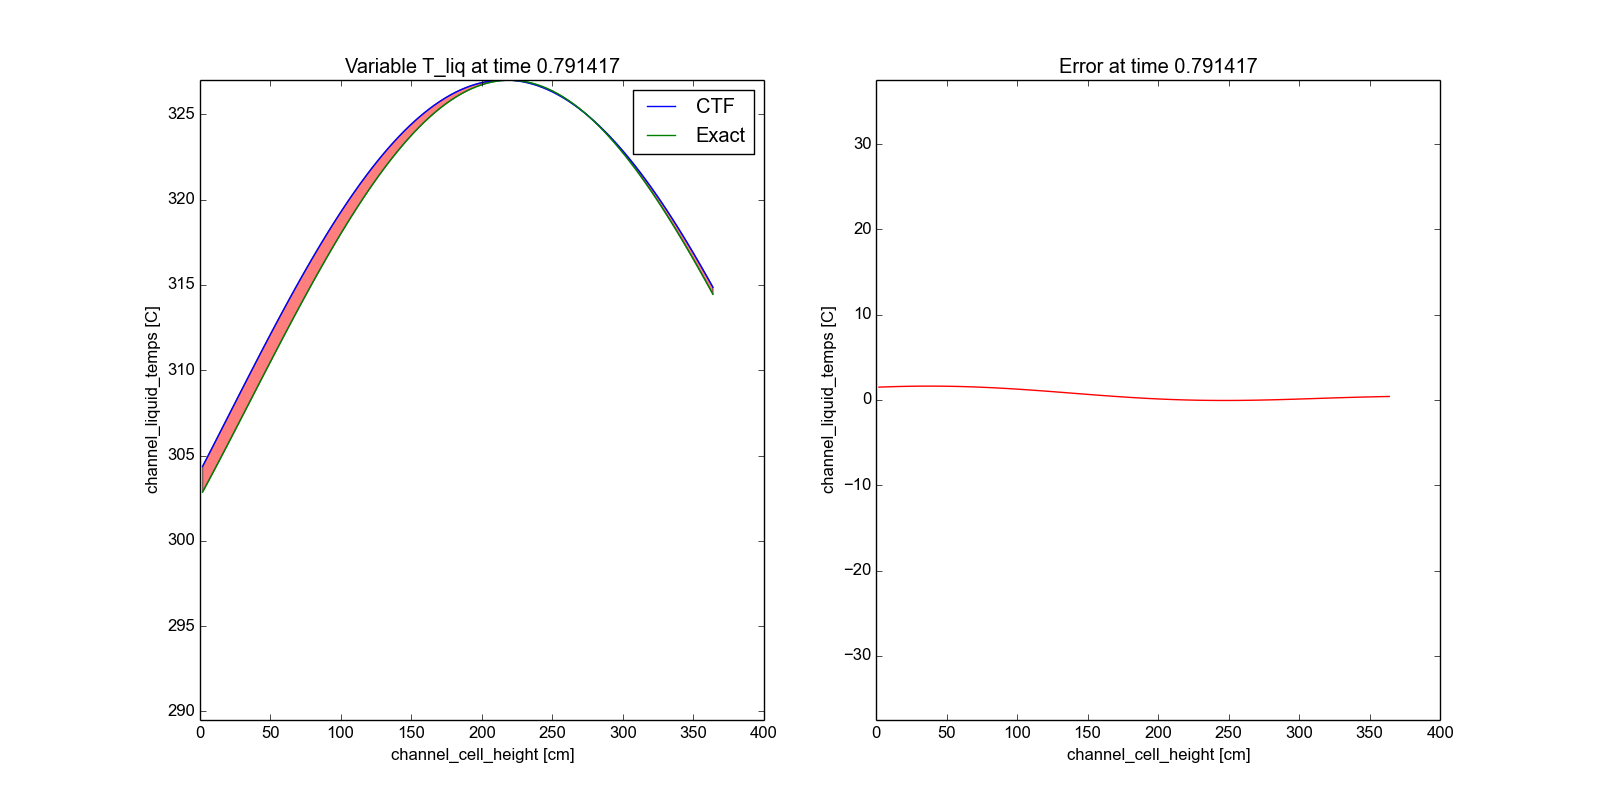 Variable T_liq at time 0.791417
CTF
Exact
325
320
315
310
305
300
295
290
channel_liquid_temps [C]
0 50 100 150 200 250 300 350 400
channel_cell_height [cm]
Error at time 0.791417
30
20
10
0
−10
−20
−30
channel_liquid_temps [C]
0 50 100 150 200 250 300 350 400
channel_cell_height [cm]